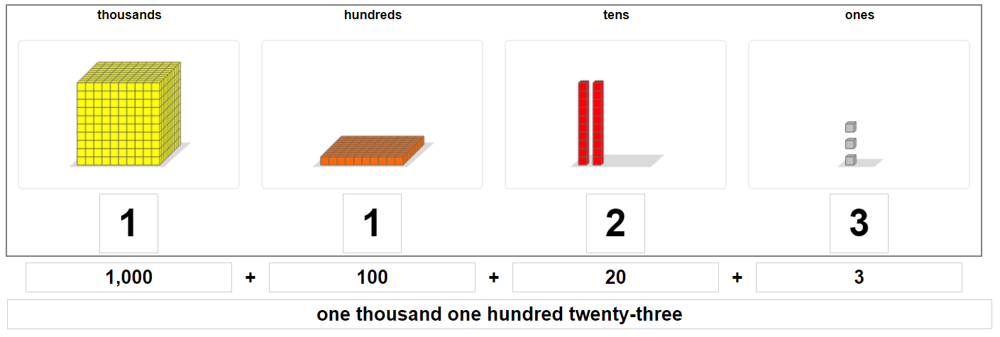 thousands hundreds tens ones
1 1 2 3
1,000 + 100 + 20 + 3
one thousand one hundred twenty-three